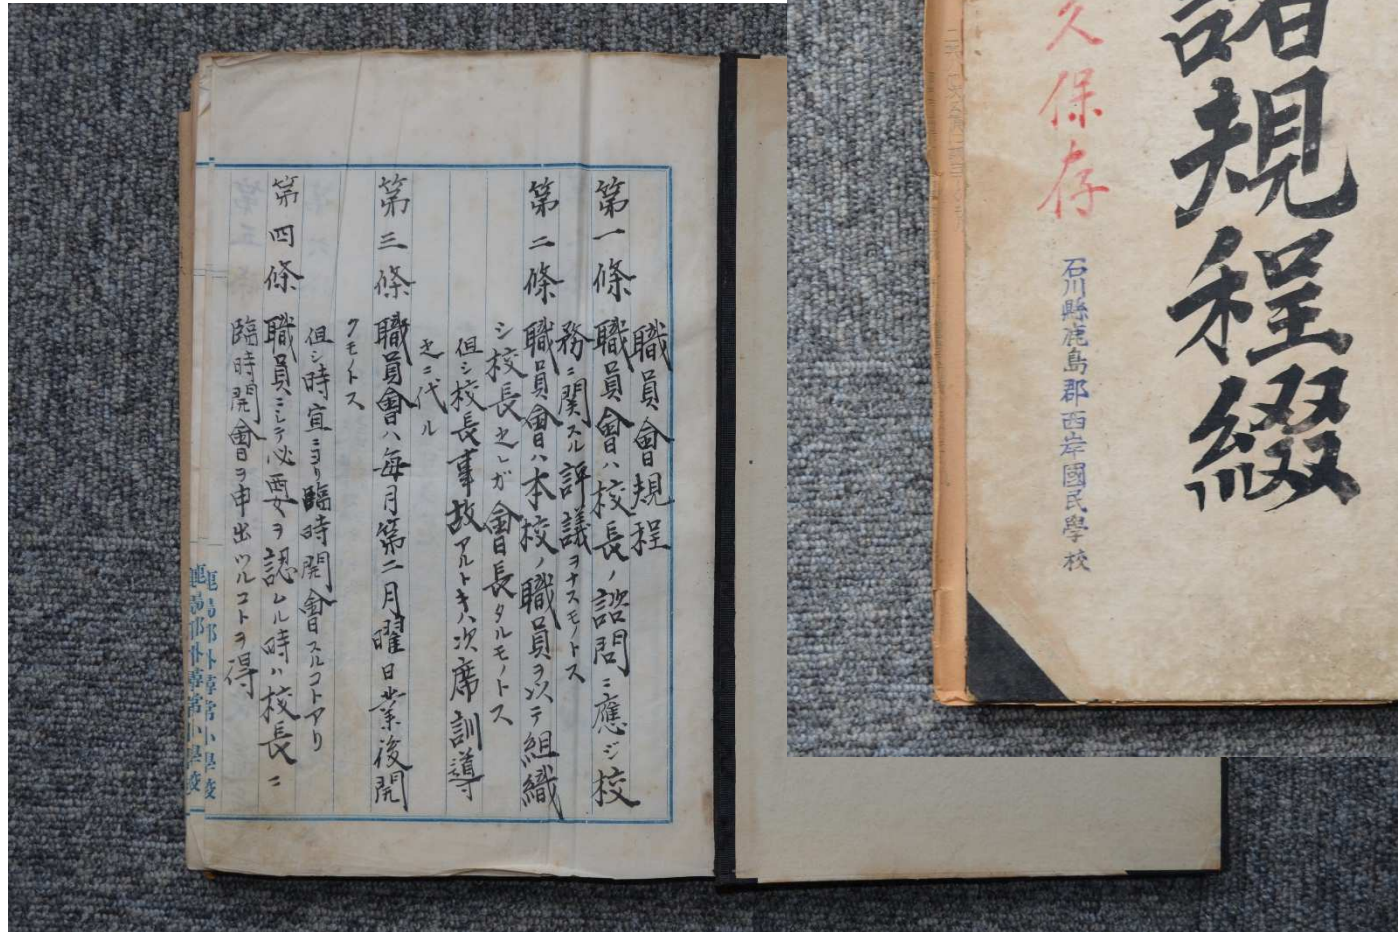 職員會規程
第一條 職員會ハ校長ノ諮問ニ應ジ校
務ニ関スル評議ヲナスモノトス
第二條 職員會ハ本校ノ職員ヲ以テ組織
シ校長之レガ會長タルモノトス
但シ校長事故アルトキハ次席訓導
之ニ代ル
第三條 職員會ハ毎月第二月曜日業後開
クモノトス
但シ時宜ニヨリ臨時開會スルコトアリ
第四條 職員ニシテ必要ヲ認ムル時ハ校長ニ
臨時開會ヲ申出ヅルコトヲ得
諸規程綴
久保存
石川縣鹿島郡西岸國民學校